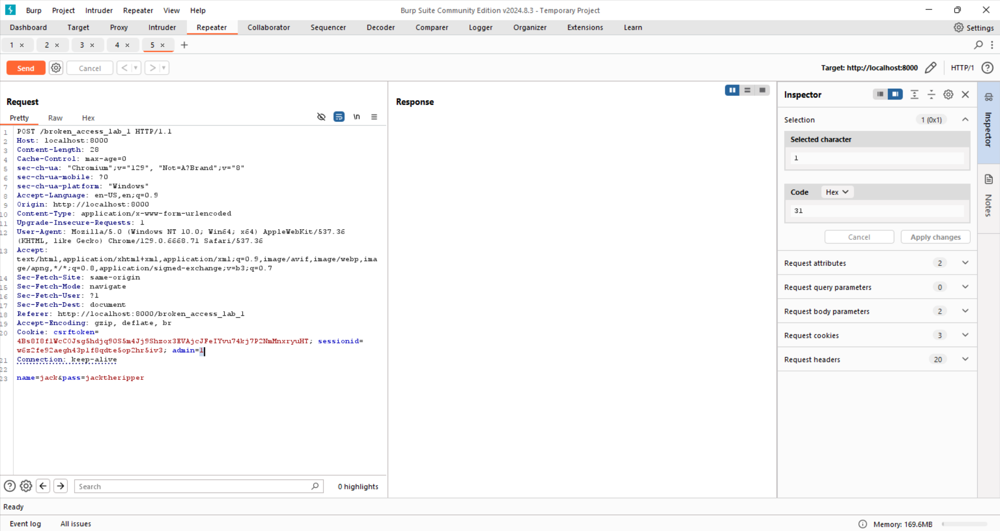 Burp Project Intruder Repeater View Help
Burp Suite Community Edition v2024.8.3 - Temporary Project
Dashboard Target Proxy Intruder Repeater Collaborator Sequencer Decoder Comparer Logger Organizer Extensions Learn
Settings
1 × 2 × 3 × 4 × 5 × +
Send Cancel < >
Target: http://localhost:8000 HTTP/1
Request
Pretty Raw Hex
\n
1 POST /broken_access_lab_1 HTTP/1.1
2 Host: localhost:8000
3 Content-Length: 28
4 Cache-Control: max-age=0
5 sec-ch-ua: "Chromium";v="129", "Not=A?Brand";v="8"
6 sec-ch-ua-mobile: ?0
7 sec-ch-ua-platform: "Windows"
8 Accept-Language: en-US,en;q=0.9
9 Origin: http://localhost:8000
10 Content-Type: application/x-www-form-urlencoded
11 Upgrade-Insecure-Requests: 1
12 User-Agent: Mozilla/5.0 (Windows NT 10.0; Win64; x64) AppleWebKit/537.36
(KHTML, like Gecko) Chrome/129.0.6668.71 Safari/537.36
13 Accept:
text/html,application/xhtml+xml,application/xml;q=0.9,image/avif,image/webp,ima
ge/apng,*/*;q=0.8,application/signed-exchange;v=b3;q=0.7
14 Sec-Fetch-Site: same-origin
15 Sec-Fetch-Mode: navigate
16 Sec-Fetch-User: ?1
17 Sec-Fetch-Dest: document
18 Referer: http://localhost:8000/broken_access_lab_1
19 Accept-Encoding: gzip, deflate, br
20 Cookie: csrftoken=
4Bs8I8f1WcC0Jsg5hdjq90S5m4Jj9Shzox3EVAjcJFeIYvu74kj7P2NmMnxryuHT; sessionid=
w6z2fe92aegh43plf8qdte5op2hr5iv3; admin=1
21 Connection: keep-alive
22
23 name=jack&pass=jacktheripper
Search
0 highlights
Response
Inspector
Selection 1 (0x1)
Selected character
1
Code Hex
31
Cancel Apply changes
Request attributes 2
Request query parameters 0
Request body parameters 2
Request cookies 3
Request headers 20
Inspector
Notes
Ready
Event log All issues
Memory: 169.6MB